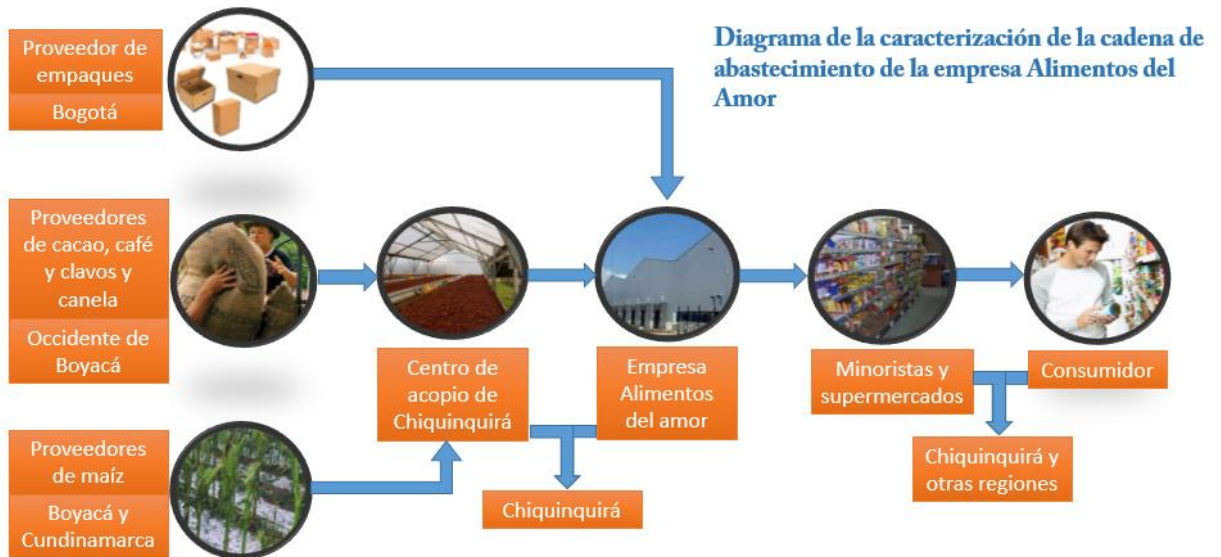 Diagrama de la caracterización de la cadena de
abastecimiento de la empresa Alimentos del
Amor
Proveedor de
empaques
Bogotá
Proveedores
de cacao, café
y clavos y
canela
Occidente de
Boyacá
Proveedores
de maíz
Boyacá y
Cundinamarca
Centro de
acopio de
Chiquinquirá
Empresa
Alimentos
del amor
Chiquinquirá
Minoristas y
supermercados
Consumidor
Chiquinquirá y
otras regiones